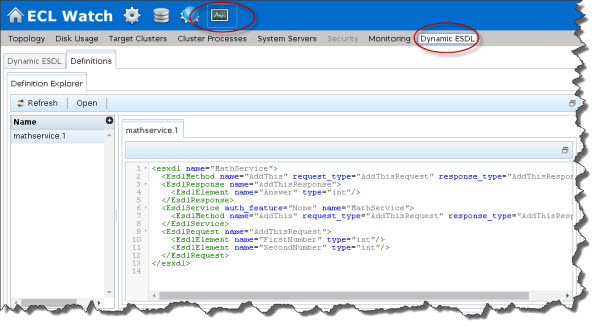 ECL Watch
Topology Disk Usage Target Clusters Cluster Processes System Servers Security Monitoring Dynamic ESDL
Dynamic ESDL Definitions
Definition Explorer
Refresh Open
Name
mathservice.1
mathservice.1
1 <esxdl name="MathService">
2 <EsdlMethod name="AddThis" request_type="AddThisRequest" response_type="AddThisRespon
3 <EsdlResponse name="AddThisResponse">
4 <EsdlElement name="Answer" type="int"/>
5 </EsdlResponse>
6 <EsdlService auth_feature="None" name="MathService">
7 <EsdlMethod name="AddThis" request_type="AddThisRequest" response_type="AddThisResp
8 </EsdlService>
9 <EsdlRequest name="AddThisRequest">
10 <EsdlElement name="FirstNumber" type="int"/>
11 <EsdlElement name="SecondNumber" type="int"/>
12 </EsdlRequest>
13 </esxdl>
14